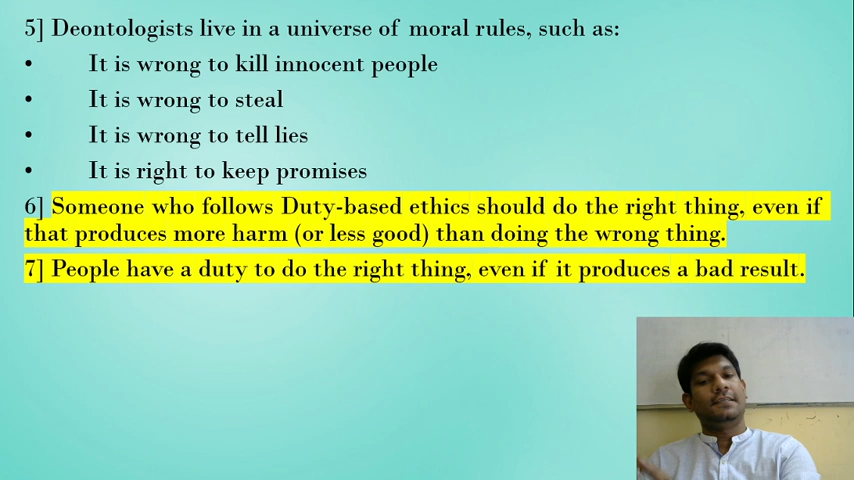 5] Deontologists live in a universe of moral rules, such as:
• It is wrong to kill innocent people
• It is wrong to steal
• It is wrong to tell lies
• It is right to keep promises
6] Someone who follows Duty-based ethics should do the right thing, even if
that produces more harm (or less good) than doing the wrong thing.
7] People have a duty to do the right thing, even if it produces a bad result.